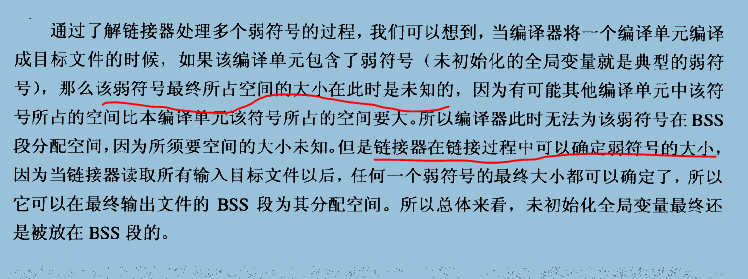 通过了解链接器处理多个弱符号的过程,我们可以想到,当编译器将一个编译单元编译
成目标文件的时候,如果该编译单元包含了弱符号(未初始化的全局变量就是典型的弱符
号),那么该弱符号最终所占空间的大小在此时是未知的,因为有可能其他编译单元中该符
号所占的空间比本编译单元该符号所占的空间要大。所以编译器此时无法为该弱符号在 BSS
段分配空间,因为所须要空间的大小未知。但是链接器在链接过程中可以确定弱符号的大小,
因为当链接器读取所有输入目标文件以后,任何一个弱符号的最终大小都可以确定了,所以
它可以在最终输出文件的 BSS 段为其分配空间。所以总体来看,未初始化全局变量最终还
是被放在 BSS 段的。